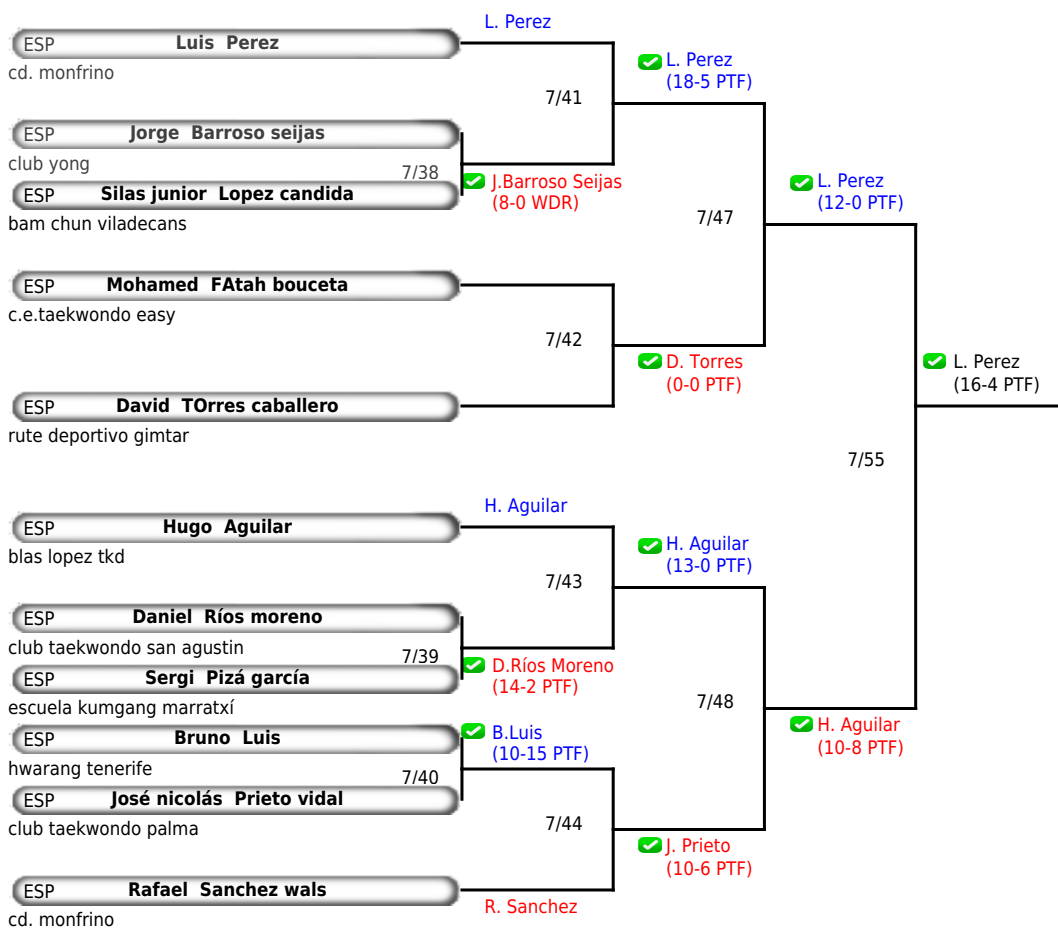 L. Perez
ESP Luis Perez
cd. monfrino
L. Perez
(18-5 PTF)
7/41
ESP Jorge Barroso seijas
club yong
7/38
ESP Silas junior Lopez candida
bam chun viladecans
J.Barroso Seijas
(8-0 WDR)
L. Perez
(12-0 PTF)
7/47
ESP Mohamed FAtah bouceta
c.e.taekwondo easy
7/42
D. Torres
(0-0 PTF)
L. Perez
(16-4 PTF)
ESP David TOrres caballero
rute deportivo gimtar
7/55
H. Aguilar
ESP Hugo Aguilar
blas lopez tkd
H. Aguilar
(13-0 PTF)
7/43
ESP Daniel Ríos moreno
club taekwondo san agustin
7/39
ESP Sergi Pizá garcía
escuela kumgang marratxí
D.Ríos Moreno
(14-2 PTF)
7/48
ESP Bruno Luis
hwarang tenerife
B.Luis
(10-15 PTF)
H. Aguilar
(10-8 PTF)
7/40
ESP José nicolás Prieto vidal
club taekwondo palma
7/44
J. Prieto
(10-6 PTF)
ESP Rafael Sanchez wals
cd. monfrino
R. Sanchez